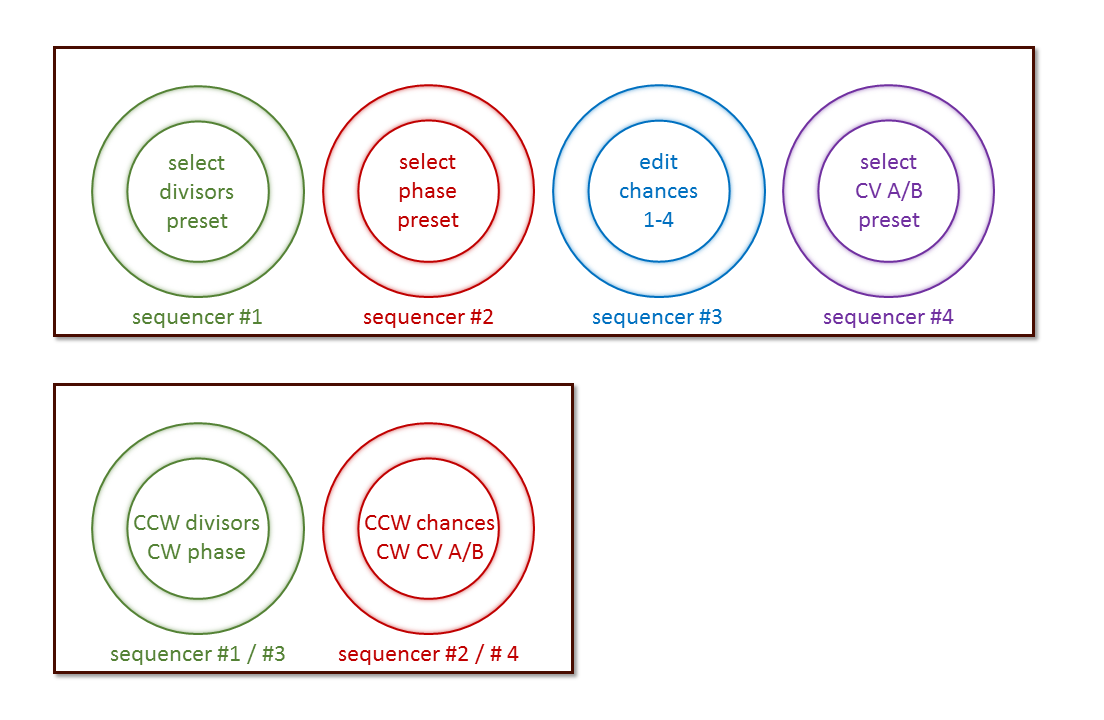 select
divisors
preset
sequencer #1
select
phase
preset
sequencer #2
edit
chances
1-4
sequencer #3
select
CV A/B
preset
sequencer #4
CCW divisors
CW phase
sequencer #1 / #3
CCW chances
CW CV A/B
sequencer #2 / # 4